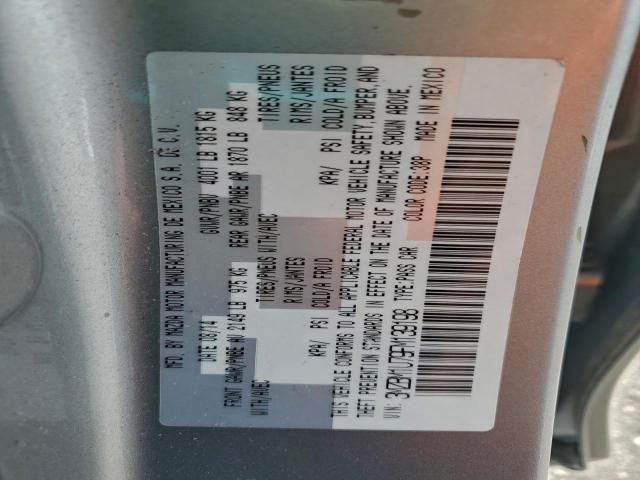 MFD. BY MAZDA MOTOR MANUFACTURING DE MEXICO S.A. DE C.V.
DATE 08/14 GVWR/PNBV 4001 LB 1815 KG
FRONT GAWR/PNBE AV 2149 LB 975 KG REAR GAWR/PNBE AR 1870 LB 848 KG
WITH/AVEC TIRES/PNEUS WITH/AVEC TIRES/PNEUS
RIMS/JANTES RIMS/JANTES
KPA/ PSI COLD/A FROID KPA/ PSI COLD/A FROID
THIS VEHICLE CONFORMS TO ALL APPLICABLE FEDERAL MOTOR VEHICLE SAFETY BUMPER, AND
THEFT PREVENTION STANDARDS IN EFFECT ON THE DATE OF MANUFACTURE SHOWN ABOVE.
VIN: 3MZBM1U79FM139198 TYPE:PASS CAR COLOR CODE:38P MADE IN MEXICO